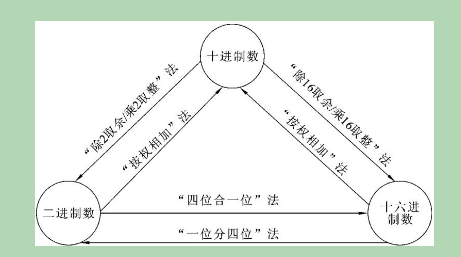 十进制数
“除2取余/乘2取整”法
“按权相加”法
“除16取余/乘16取整”法
“按权相加”法
“四位合一位”法
二进制数
十六进
制数
“一位分四位”法